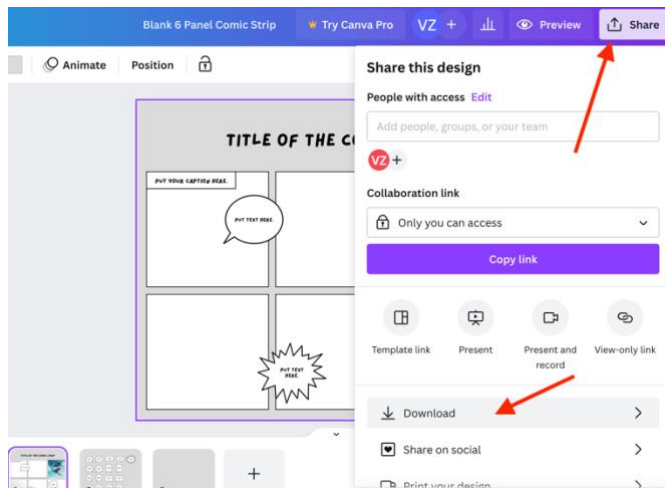 Blank 6 Panel Comic Strip
Try Canva Pro
VZ
+
Preview
Share
Animate
Position
Share this design
People with access Edit
Add people, groups, or your team
VZ +
Collaboration link
Only you can access
Copy link
Template link
Present
Present and
record
View-only link
Download
Share on social
Print your design
TITLE OF THE CO
PUT YOUR CAPTION HERE.
PUT TEXT HERE.
PUT TEXT
HERE.
+